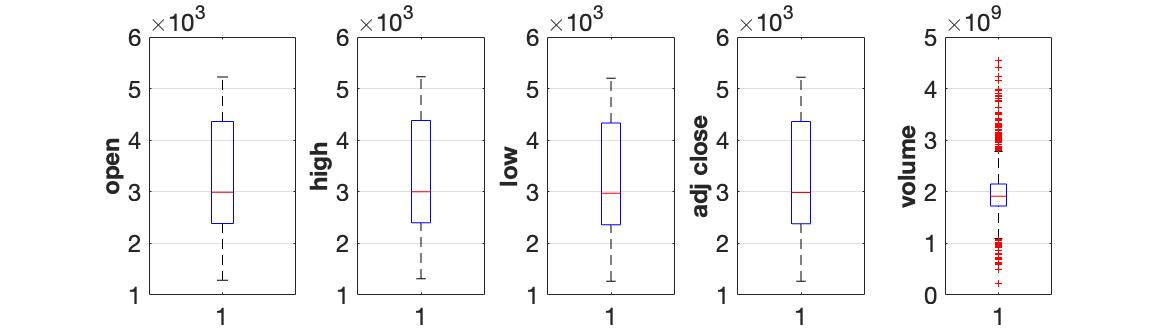 ×10³ ×10³ ×10³ ×10³ ×10⁹
6 6 6 6 5
5 5 5 5 4
4 4 4 4 3
3 3 3 3 2
2 2 2 2 1
1 1 1 1 0
open high low adj close volume
1 1 1 1 1